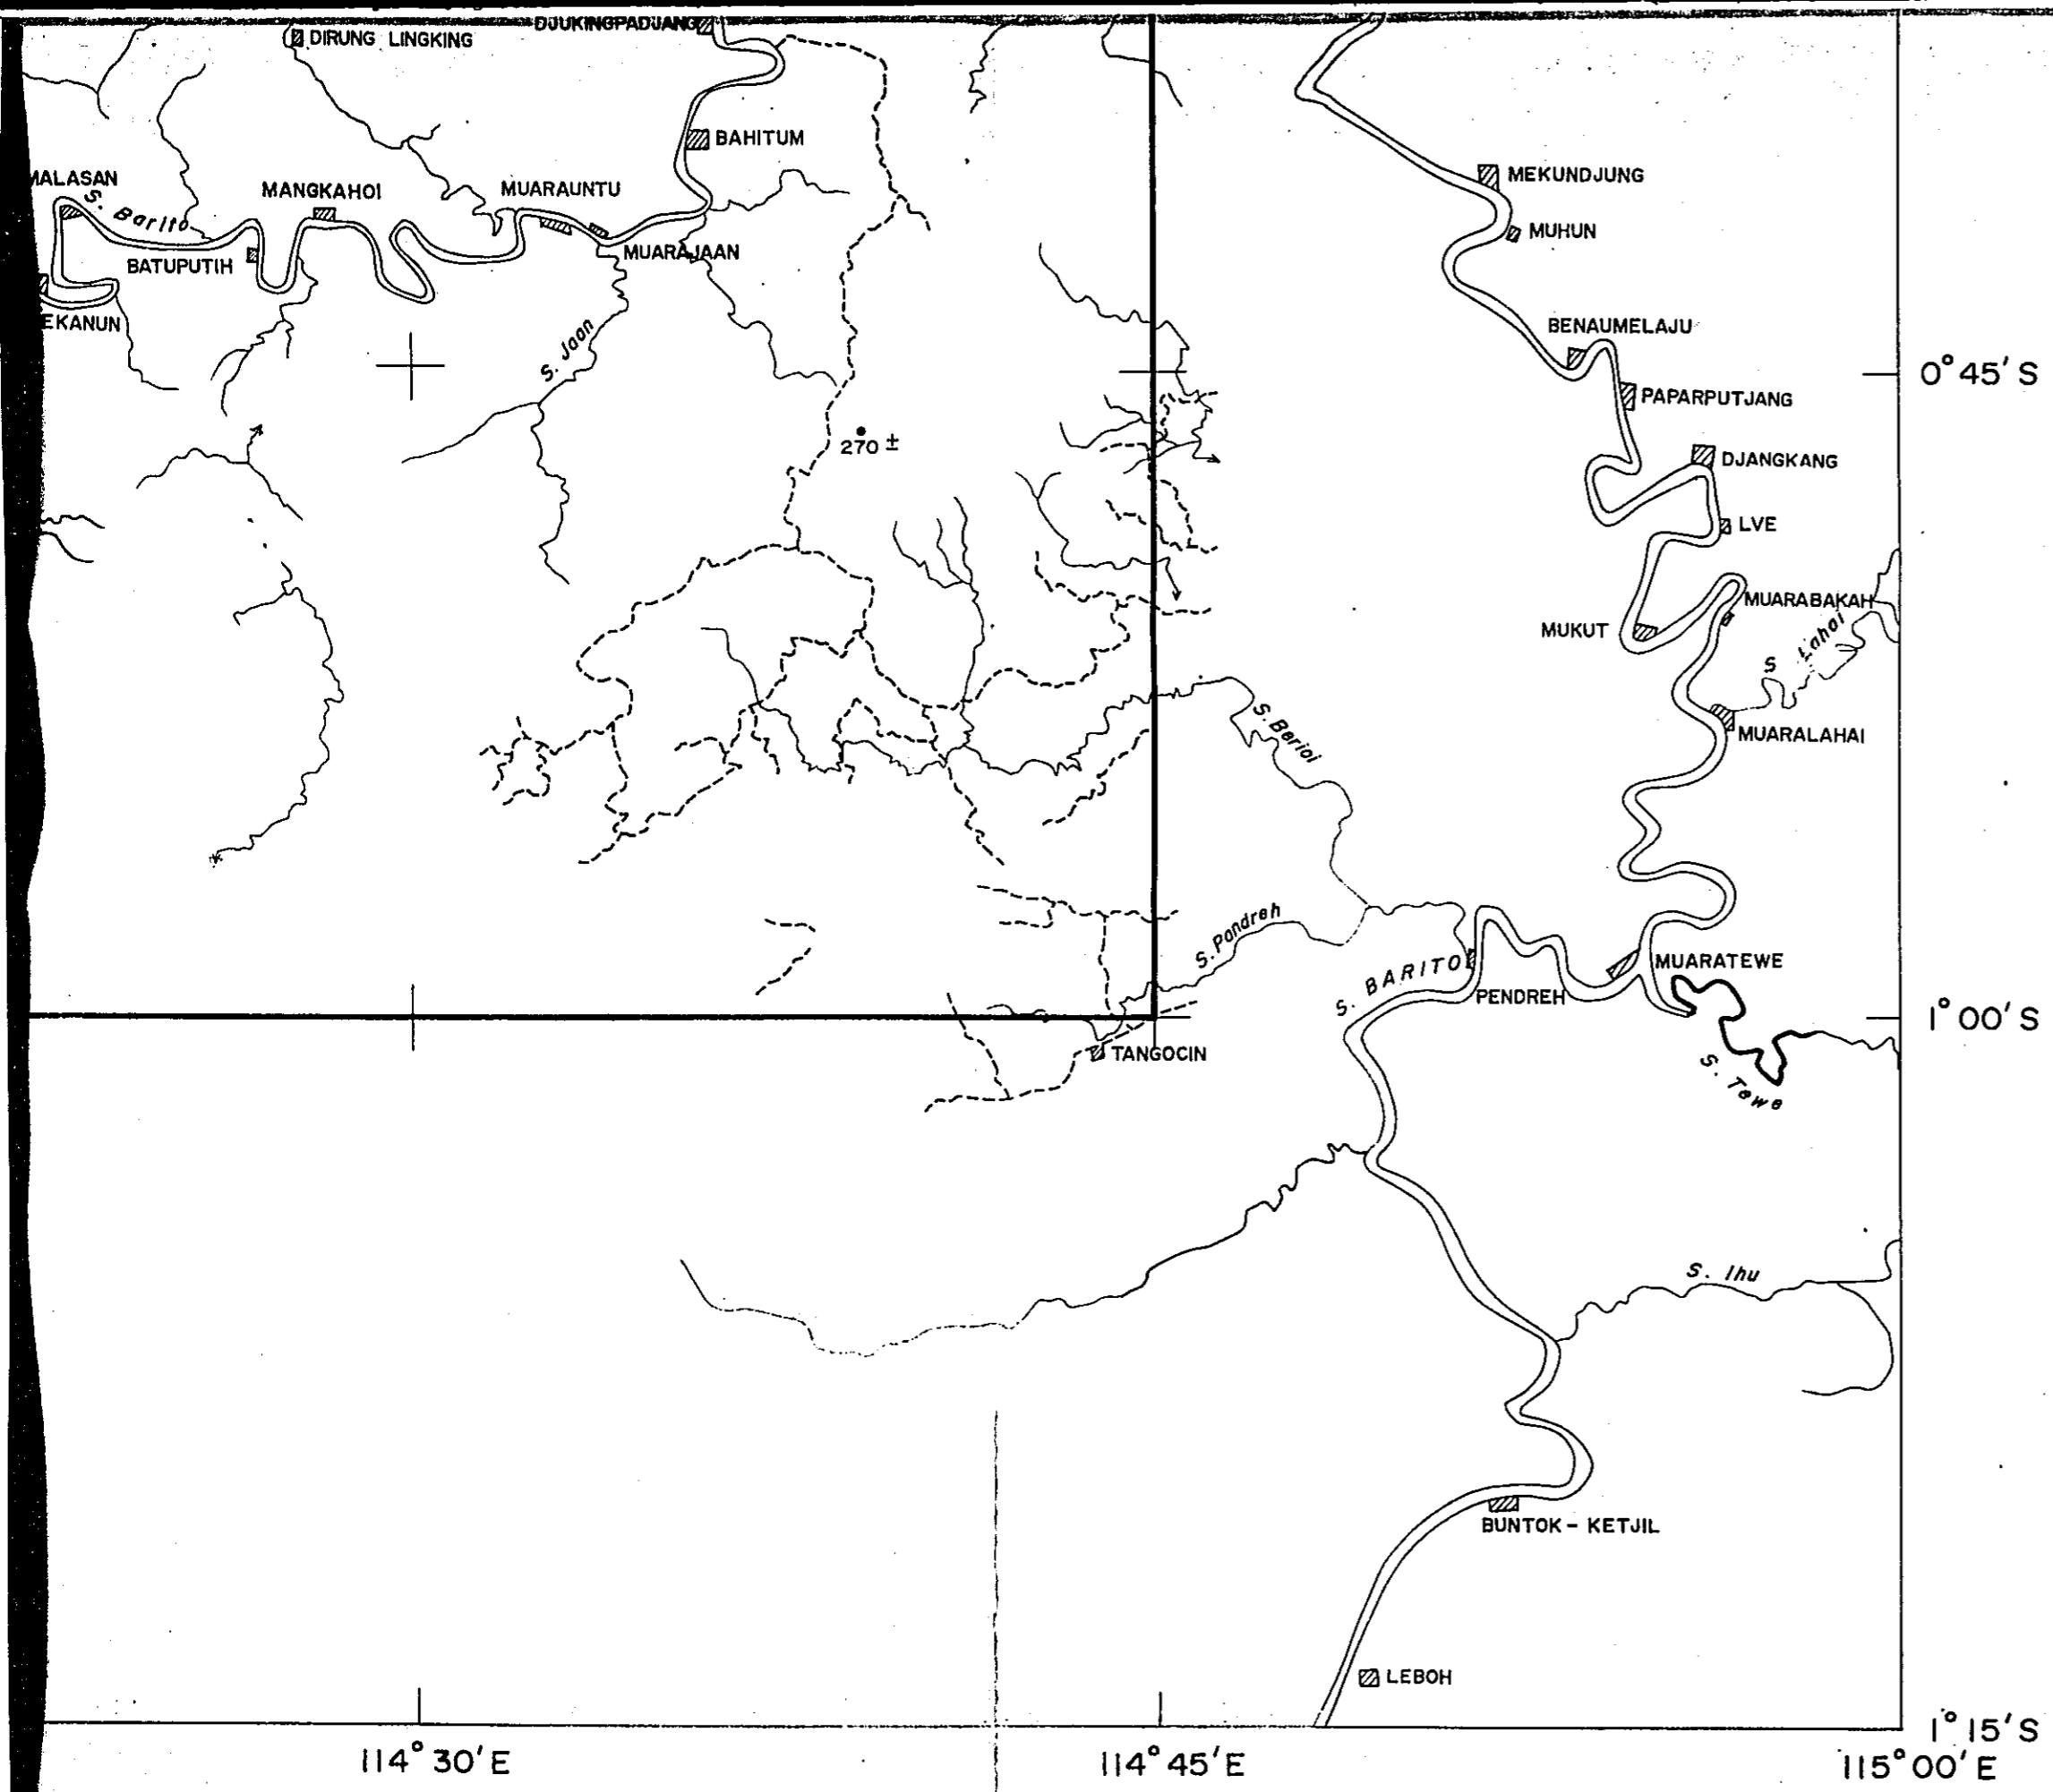 DJUKINGPADJANG
DIRUNG LINGKING
BAHITUM
MALASAN
S. Barito
MANGKAHOI
MUARAUNTU
MEKUNDJUNG
MUHUN
BATUPUTIH
MUARAJAAN
EKANUN
BENAUMELAJU
S. Jaan
0°45'S
PAPARPUTJANG
270 ±
DJANGKANG
LVE
MUARABAKAH
MUKUT
S Lahai
S. Berioi
MUARALAHAI
S. Pondreh
S. BARITO
MUARATEWE
PENDREH
1°00'S
TANGOCIN
S. Tewe
S. Ihu
BUNTOK - KETJIL
LEBOH
1°15'S
114°30'E
114°45'E
115°00'E